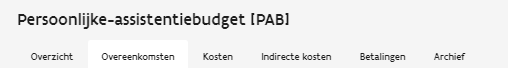 Persoonlijke-assistentiebudget [PAB]
Overzicht Overeenkomsten Kosten Indirecte kosten Betalingen Archief